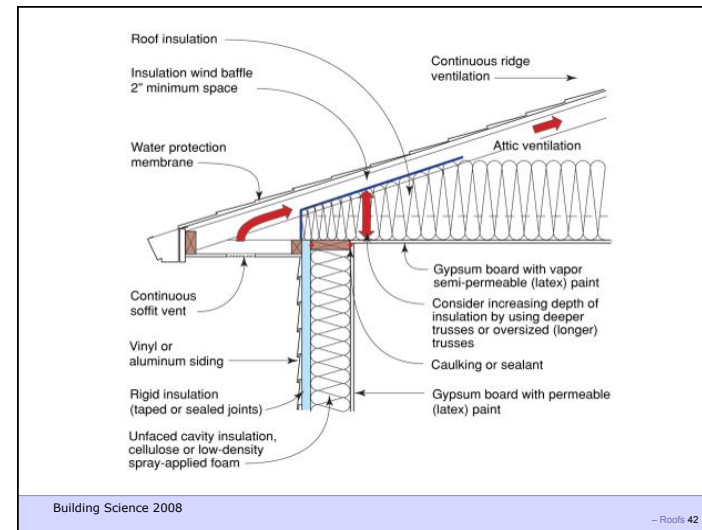 Roof insulation
Insulation wind baffle
2" minimum space
Continuous ridge
ventilation
Water protection
membrane
Attic ventilation
Continuous
soffit vent
Gypsum board with vapor
semi-permeable (latex) paint
Consider increasing depth of
insulation by using deeper
trusses or oversized (longer)
trusses
Vinyl or
aluminum siding
Caulking or sealant
Rigid insulation
(taped or sealed joints)
Gypsum board with permeable
(latex) paint
Unfaced cavity insulation,
cellulose or low-density
spray-applied foam
Building Science 2008
– Roofs 42